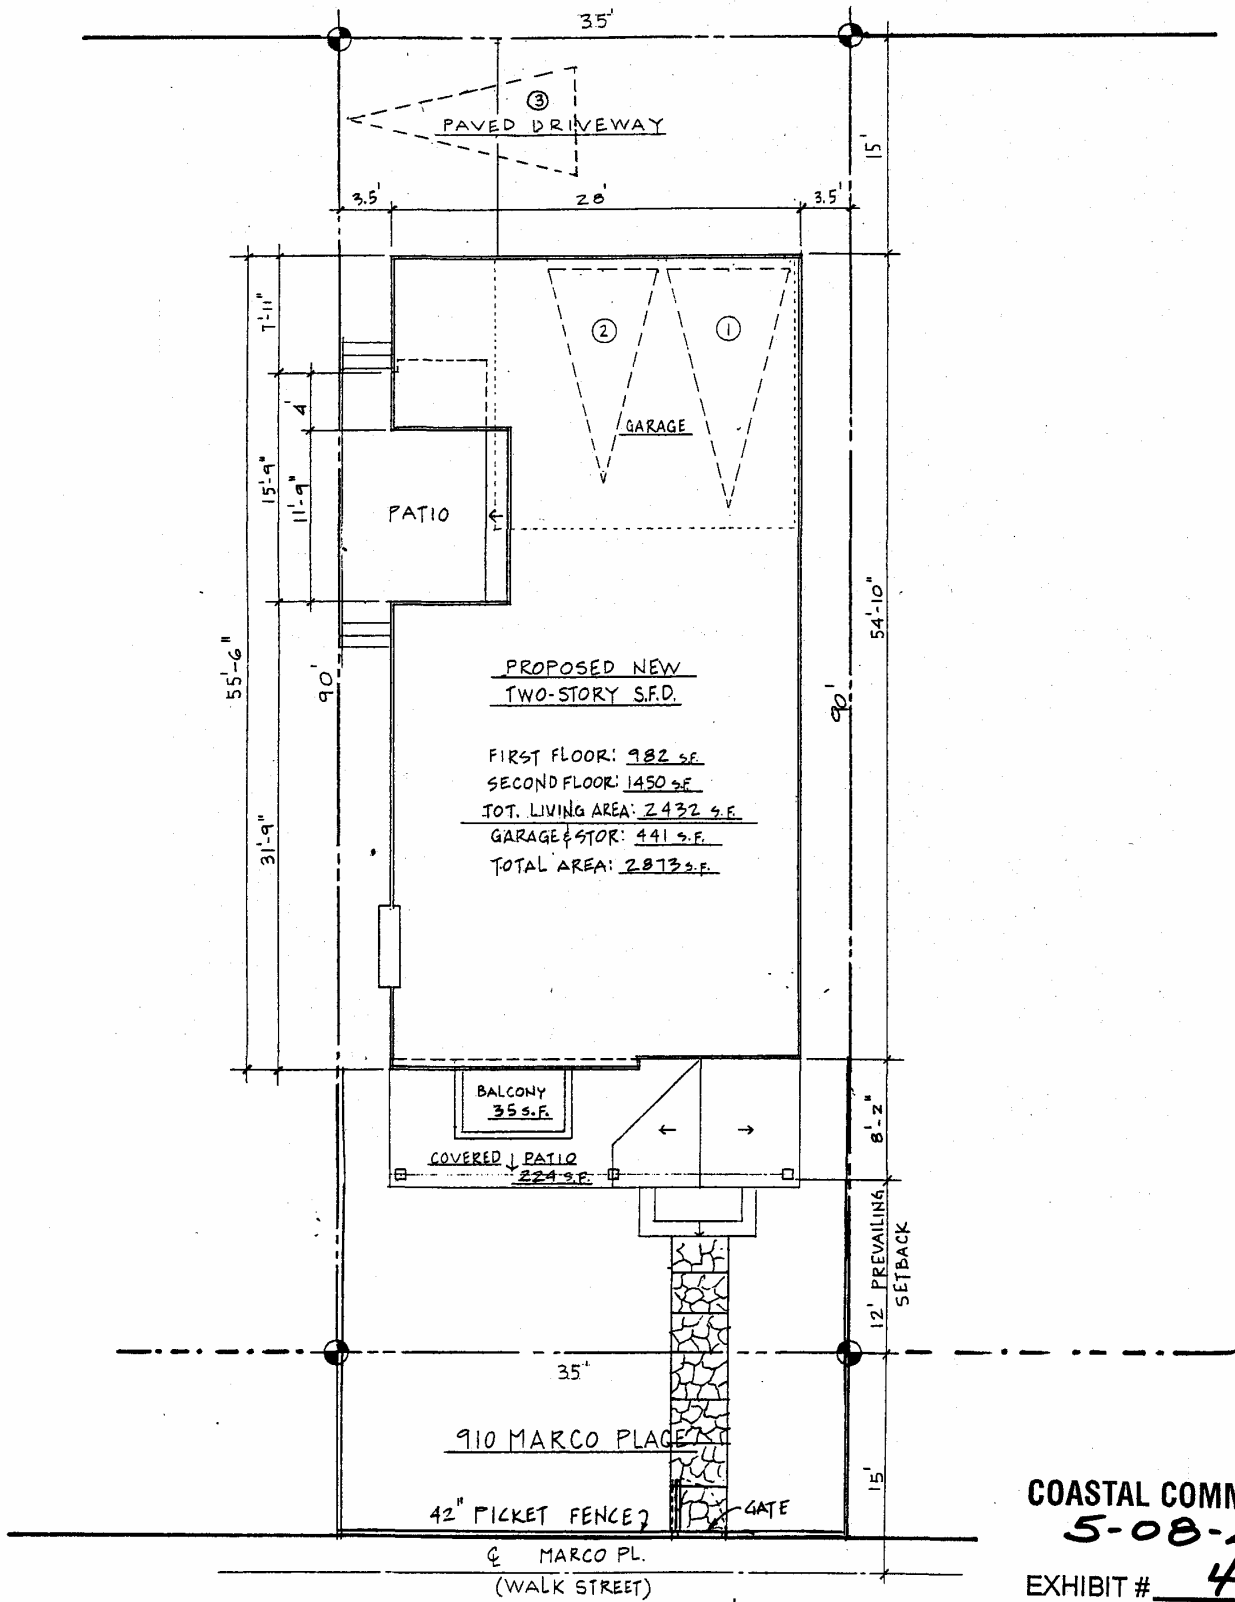 35'
③
PAVED DRIVEWAY
15'
3.5'
28'
3.5'
7'-11"
②
①
4'
GARAGE
15'-9"
11'-9"
PATIO
54'-10"
55'-6"
90'
PROPOSED NEW
TWO-STORY S.F.D.
90'
FIRST FLOOR: 982 S.F.
SECOND FLOOR: 1450 S.F.
TOT. LIVING AREA: 2432 S.F.
GARAGE & STOR: 441 S.F.
TOTAL AREA: 2873 S.F.
31'-9"
BALCONY
35 S.F.
8'-2"
COVERED PATIO
224 S.F.
12' PREVAILING
SETBACK
35'
910 MARCO PLACE
15'
42" PICKET FENCE
GATE
℄ MARCO PL.
(WALK STREET)
COASTAL COMM
5-08-
EXHIBIT # 4